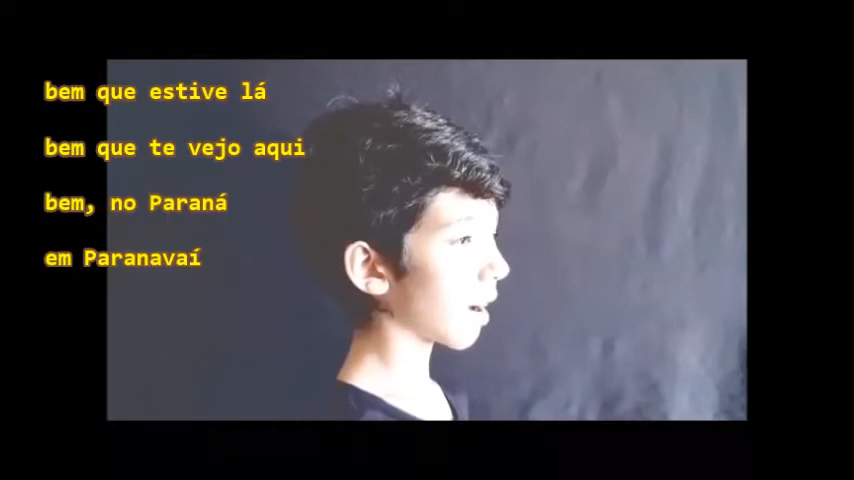 bem que estive lá
bem que te vejo aqui
bem, no Paraná
em Paranavaí